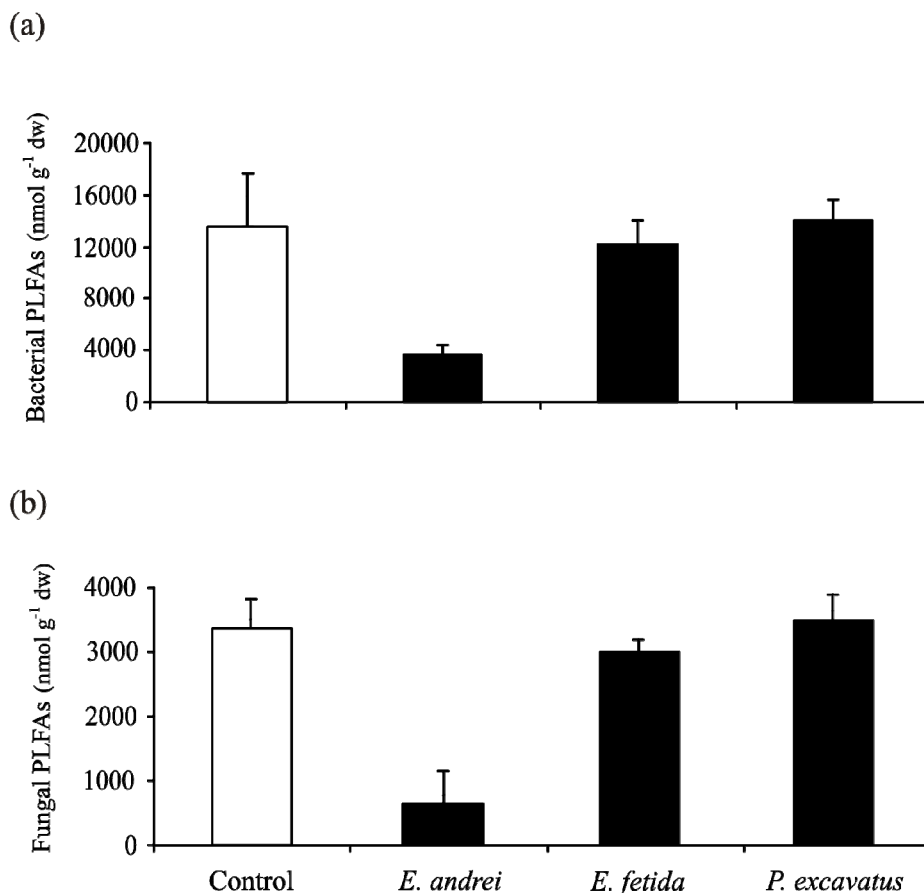 (a)
Bacterial PLFAs (nmol g⁻¹ dw)
20000
16000
12000
8000
4000
0
(b)
Fungal PLFAs (nmol g⁻¹ dw)
4000
3000
2000
1000
0
Control E. andrei E. fetida P. excavatus